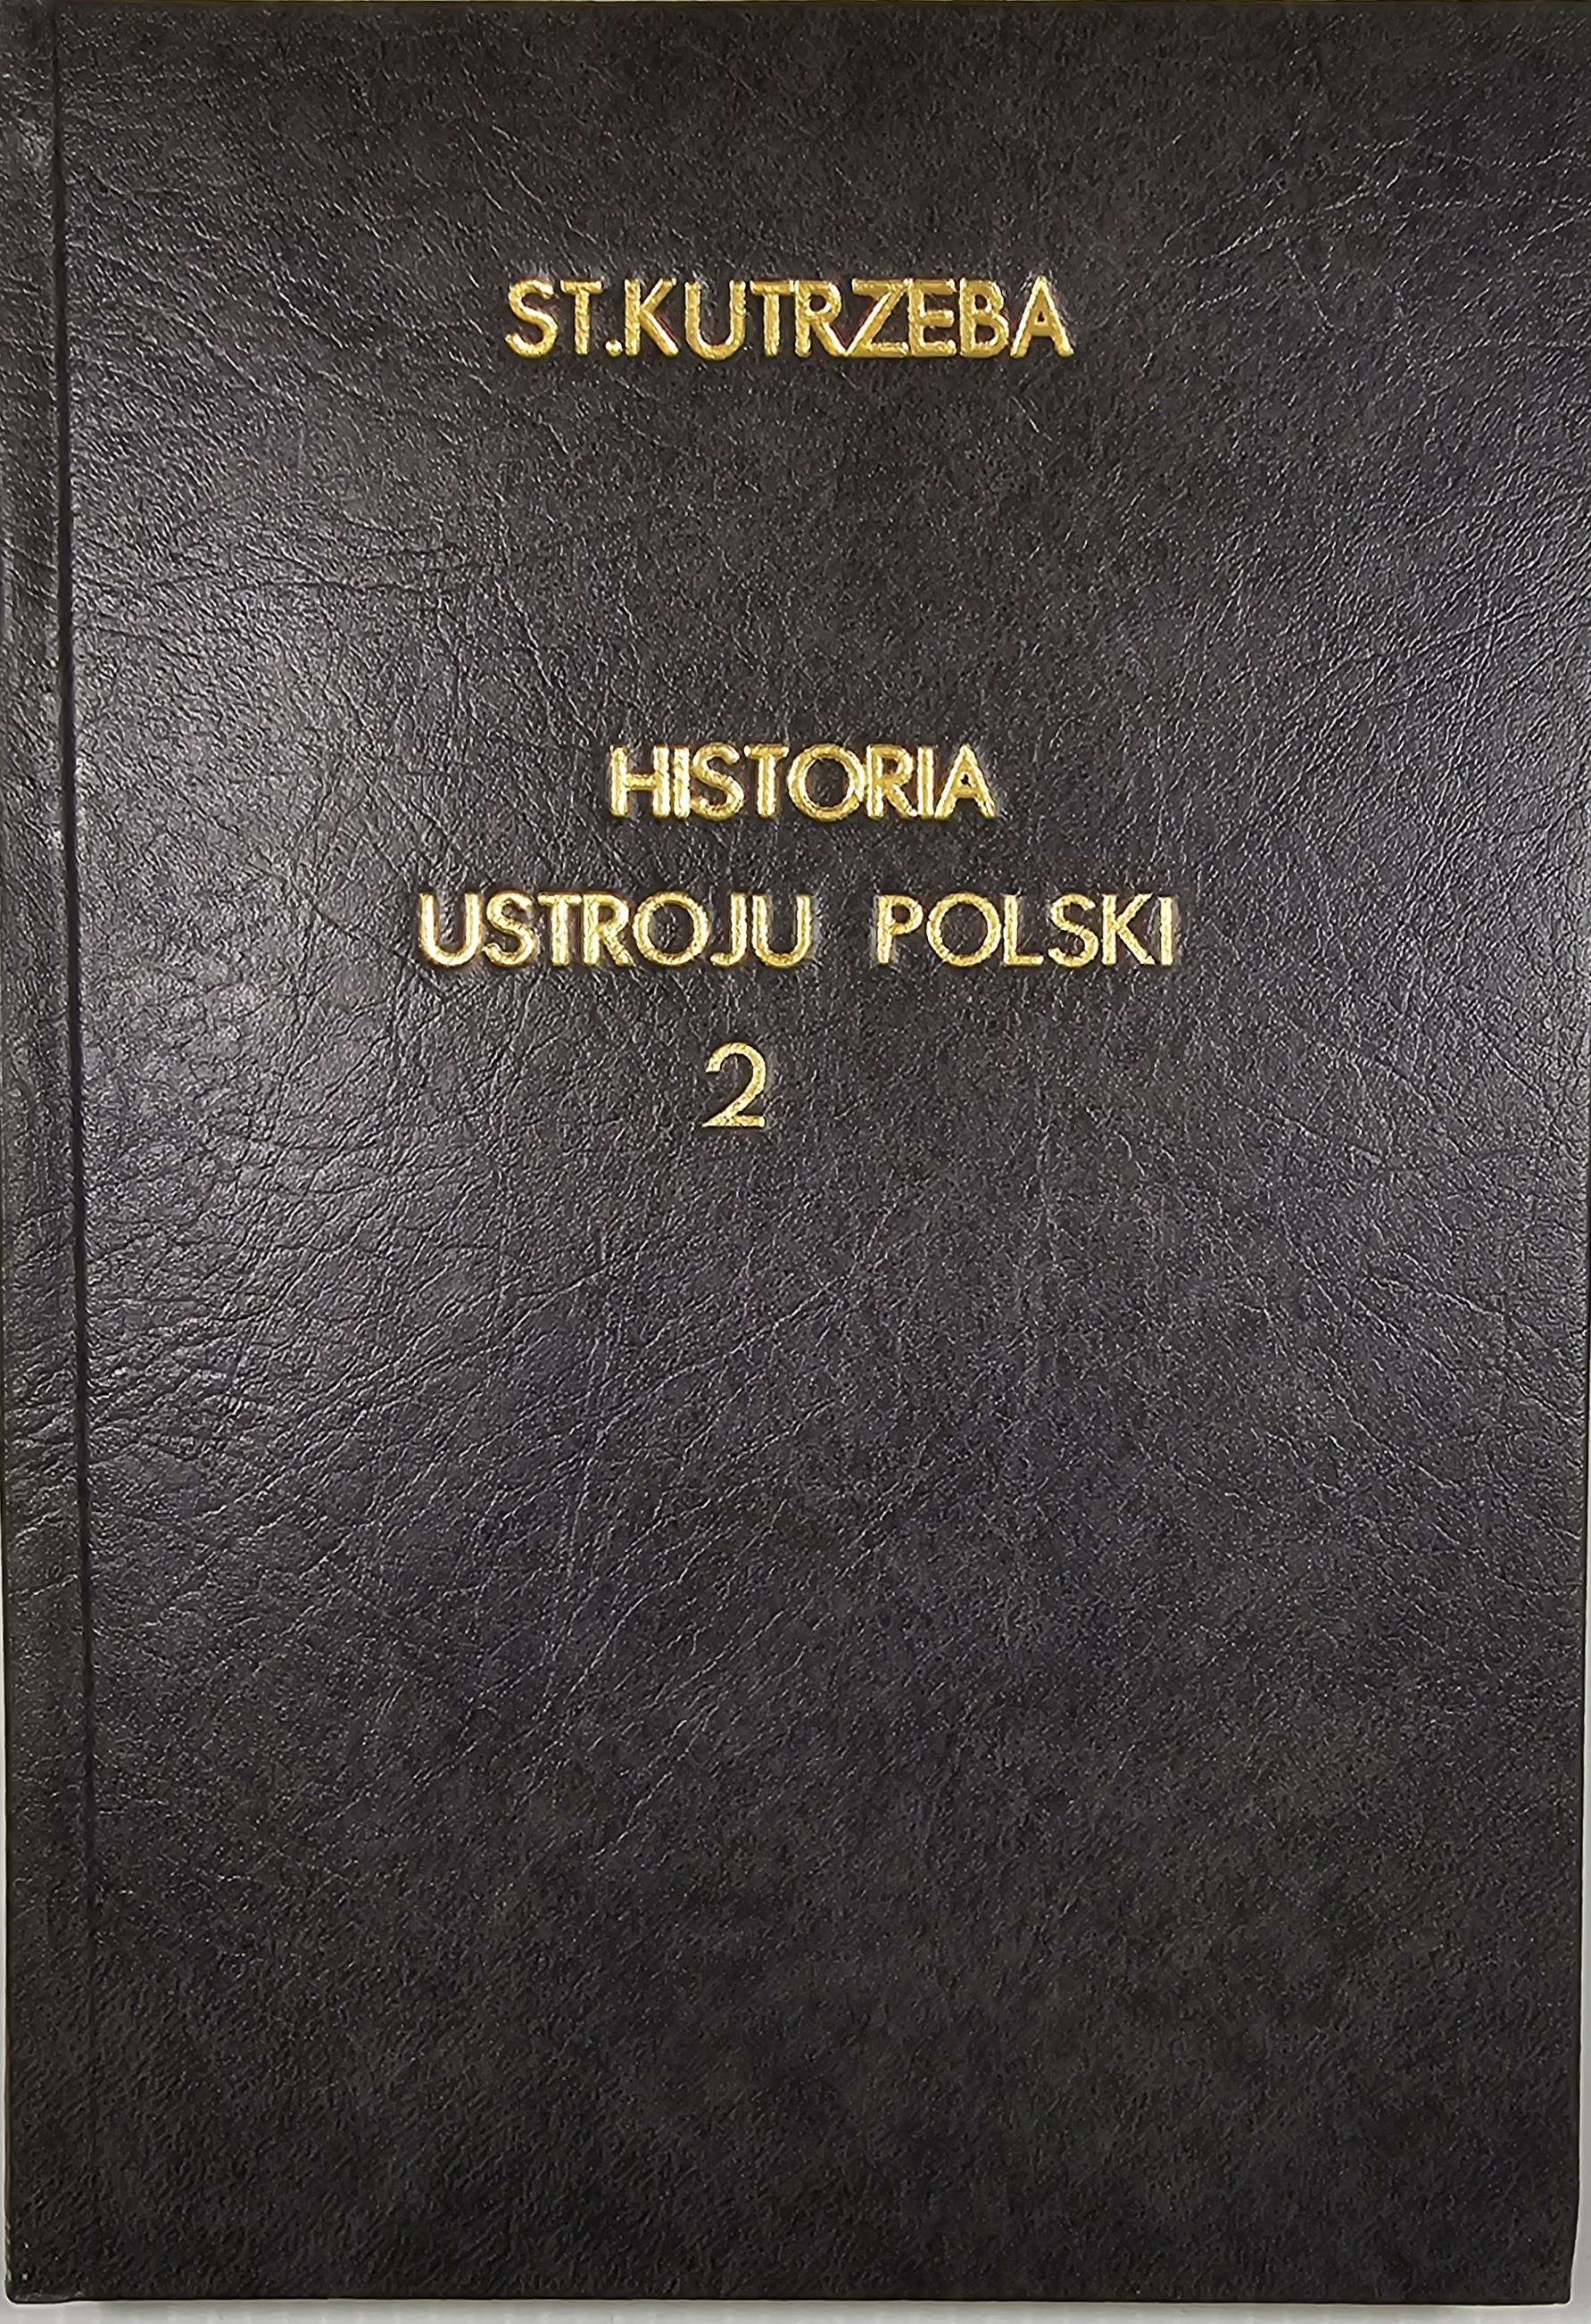 ST.KUTRZEBA
HISTORIA
USTROJU POLSKI
2